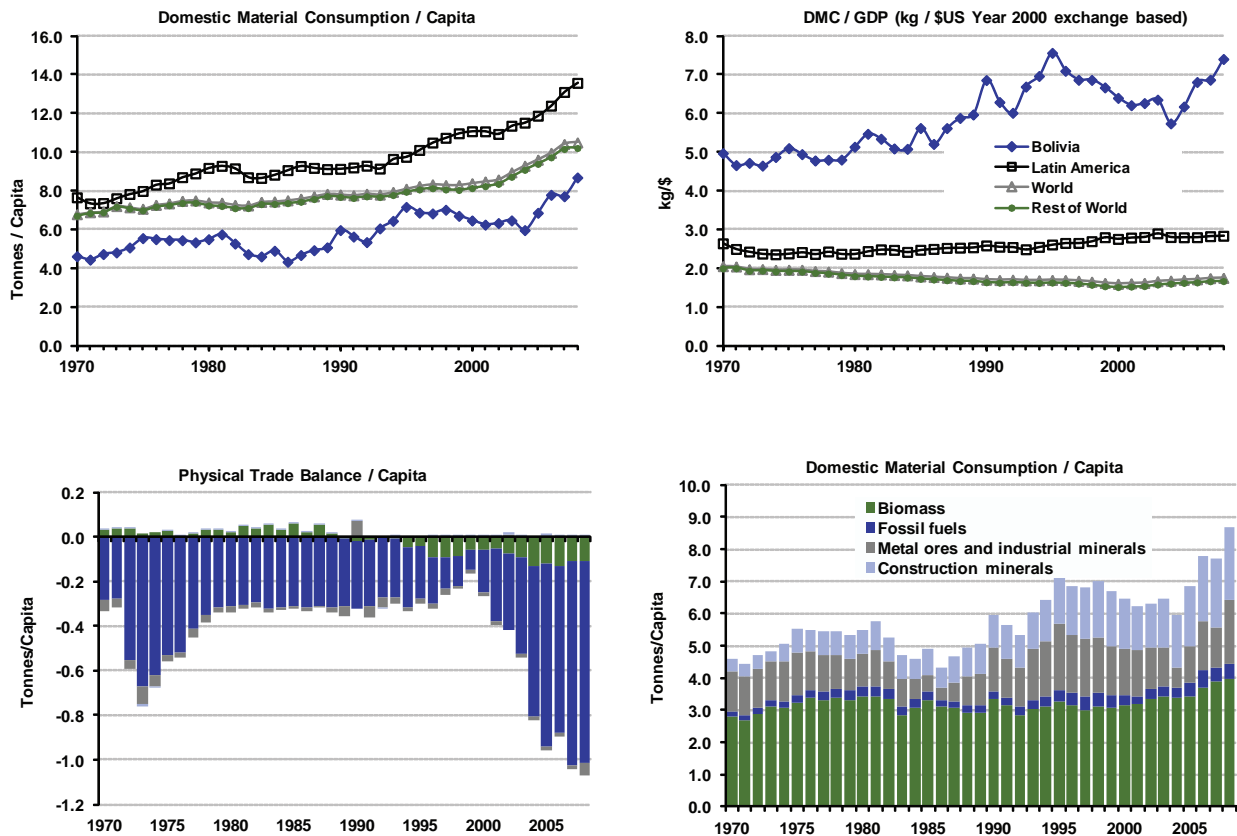 Domestic Material Consumption / Capita
16.0
14.0
12.0
10.0
8.0
6.0
4.0
2.0
0.0
Tonnes / Capita
1970 1980 1990 2000
DMC / GDP (kg / $US Year 2000 exchange based)
8.0
7.0
6.0
5.0
4.0
3.0
2.0
1.0
0.0
kg/$
Bolivia
Latin America
World
Rest of World
1970 1980 1990 2000
Physical Trade Balance / Capita
0.2
0.0
-0.2
-0.4
-0.6
-0.8
-1.0
-1.2
Tonnes/Capita
1970 1975 1980 1985 1990 1995 2000 2005
Domestic Material Consumption / Capita
10.0
9.0
8.0
7.0
6.0
5.0
4.0
3.0
2.0
1.0
0.0
Tonnes/Capita
Biomass
Fossil fuels
Metal ores and industrial minerals
Construction minerals
1970 1975 1980 1985 1990 1995 2000 2005